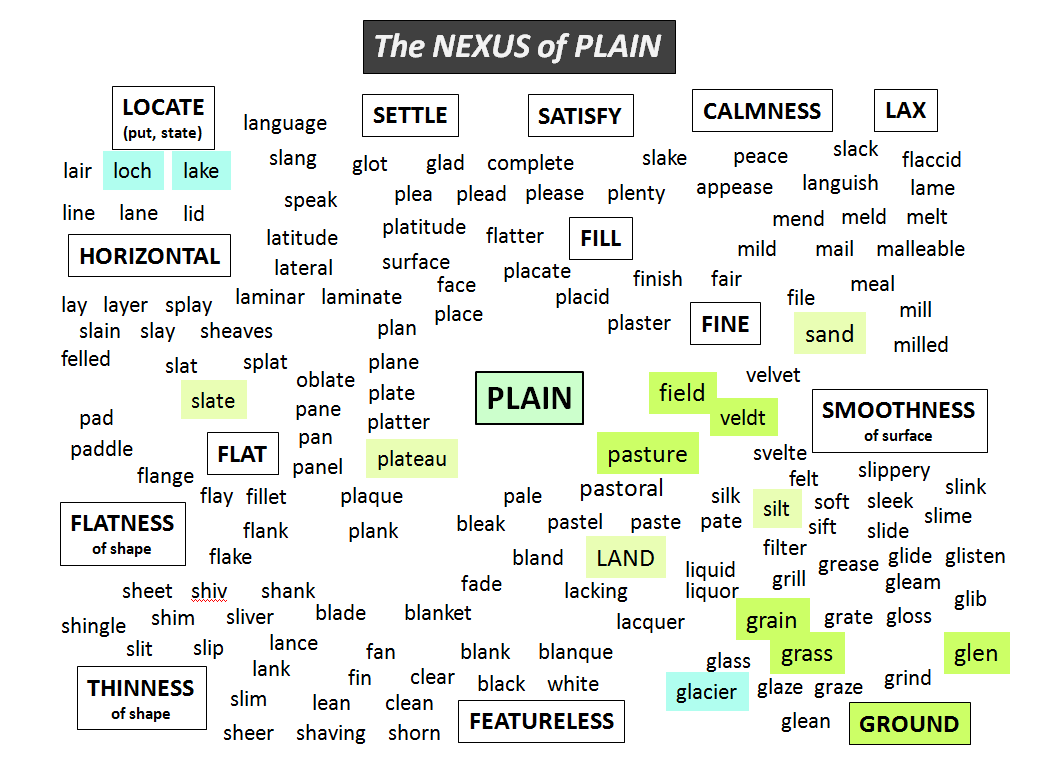 The NEXUS of PLAIN
LOCATE
(put, state)
language
SETTLE
SATISFY
CALMNESS
LAX
lair loch lake
slang
glot glad complete
slake peace slack flaccid
speak
plea plead please plenty
appease languish lame
line lane lid
latitude
platitude flatter
FILL
mend meld melt
HORIZONTAL
lateral
surface
placate
mild mail malleable
face
finish fair
meal
lay layer splay
laminar laminate
place
placid
file
mill
slain slay sheaves
plan
plaster
FINE
sand
milled
felled
slat splat
plane
oblate
plate
velvet
slate
pane
PLAIN
field
veldt
SMOOTHNESS
of surface
pad
platter
paddle
FLAT
pan
panel
plateau
pasture
svelte
flange
felt
slippery
flay fillet
plaque
pale pastoral
silk silt soft sleek slink
FLATNESS
of shape
flank
plank
bleak pastel paste pate
sift slide slime
flake
bland LAND
filter
liquid
grease glide glisten
sheet shiv shank
fade
lacking
liquor
grill
gleam
glib
shingle shim sliver
blade blanket
lacquer
grain grate gloss
slit slip
lance
fan
blank blanque
glass grass glen
lank
fin clear
black white
glacier glaze graze grind
THINNESS
of shape
slim
lean clean
FEATURELESS
glean
GROUND
sheer shaving shorn